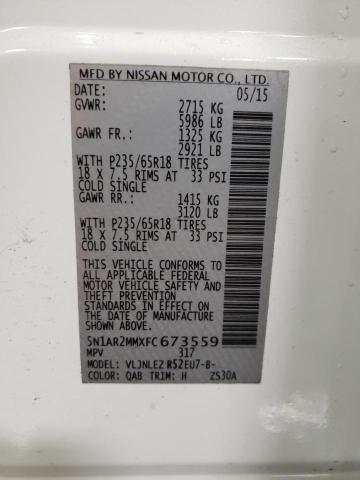 MFD BY NISSAN MOTOR CO., LTD.
DATE: 05/15
GVWR: 2715 KG
5986 LB
GAWR FR.: 1325 KG
2921 LB
WITH P235/65R18 TIRES
18 X 7.5 RIMS AT 33 PSI
COLD SINGLE
GAWR RR.: 1415 KG
3120 LB
WITH P235/65R18 TIRES
18 X 7.5 RIMS AT 33 PSI
COLD SINGLE
THIS VEHICLE CONFORMS TO
ALL APPLICABLE FEDERAL
MOTOR VEHICLE SAFETY
AND THEFT PREVENTION
STANDARDS IN EFFECT ON
THE DATE OF MANUFACTURE
SHOWN ABOVE.
5N1AR2MMXFC673559
MPV 317
MODEL: VLJNLEZ R52EU7-B-
COLOR: QAB TRIM: H ZS30A